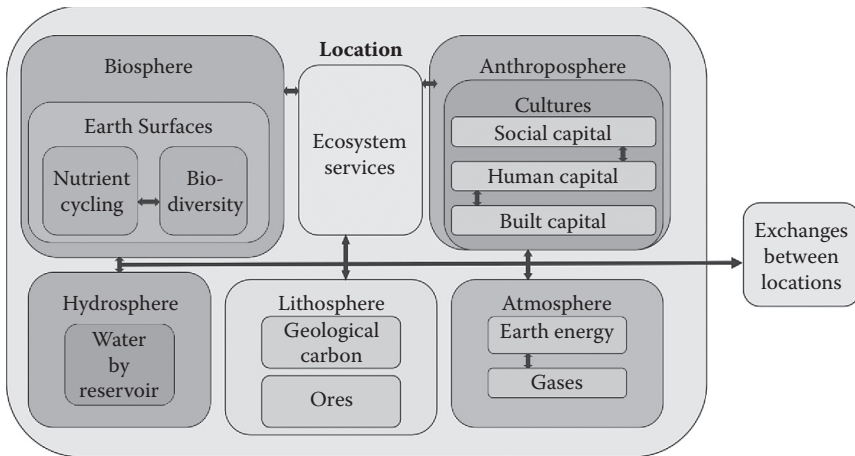 Location
Biosphere
Earth Surfaces
Nutrient
cycling
Bio-
diversity
Ecosystem
services
Anthroposphere
Cultures
Social capital
Human capital
Built capital
Exchanges
between
locations
Hydrosphere
Water
by
reservoir
Lithosphere
Geological
carbon
Ores
Atmosphere
Earth energy
Gases